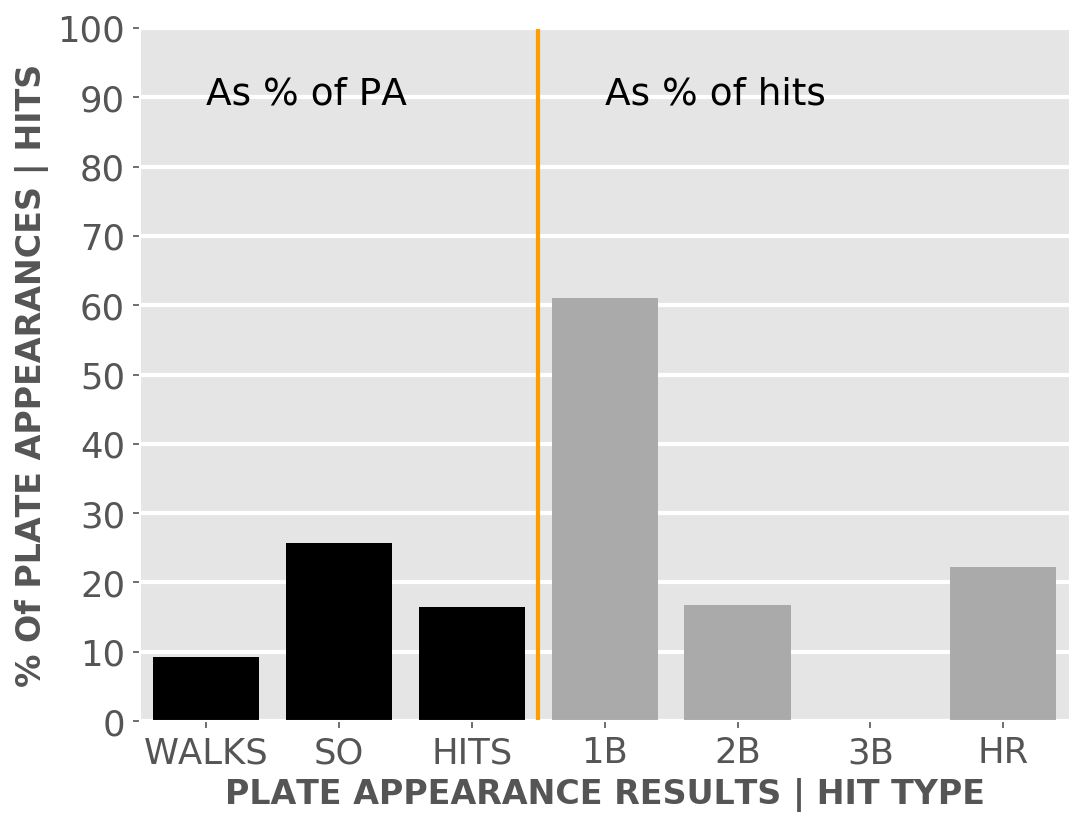 % Of PLATE APPEARANCES | HITS
100
90
80
70
60
50
40
30
20
10
0
As % of PA
As % of hits
WALKS SO HITS 1B 2B 3B HR
PLATE APPEARANCE RESULTS | HIT TYPE